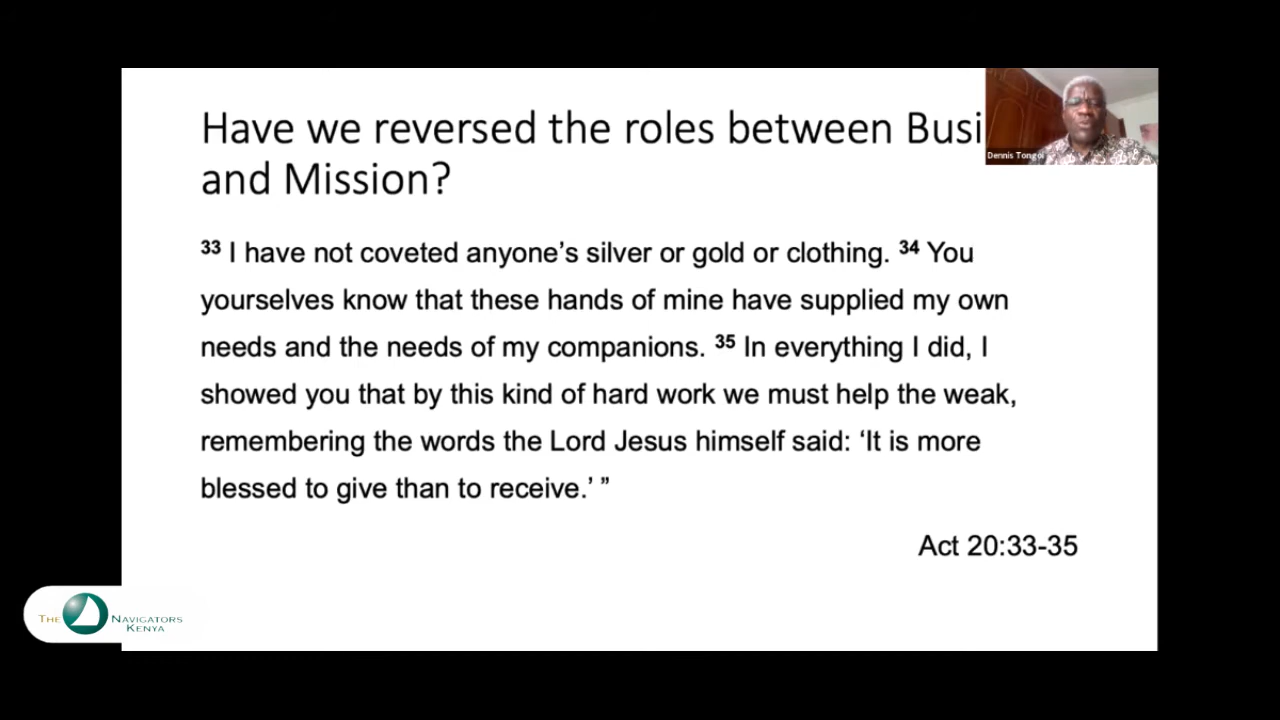 Have we reversed the roles between Busi
and Mission?
Dennis Tongoi
33 I have not coveted anyone’s silver or gold or clothing. 34 You
yourselves know that these hands of mine have supplied my own
needs and the needs of my companions. 35 In everything I did, I
showed you that by this kind of hard work we must help the weak,
remembering the words the Lord Jesus himself said: ‘It is more
blessed to give than to receive.’ ”
Act 20:33-35
THE NAVIGATORS
KENYA